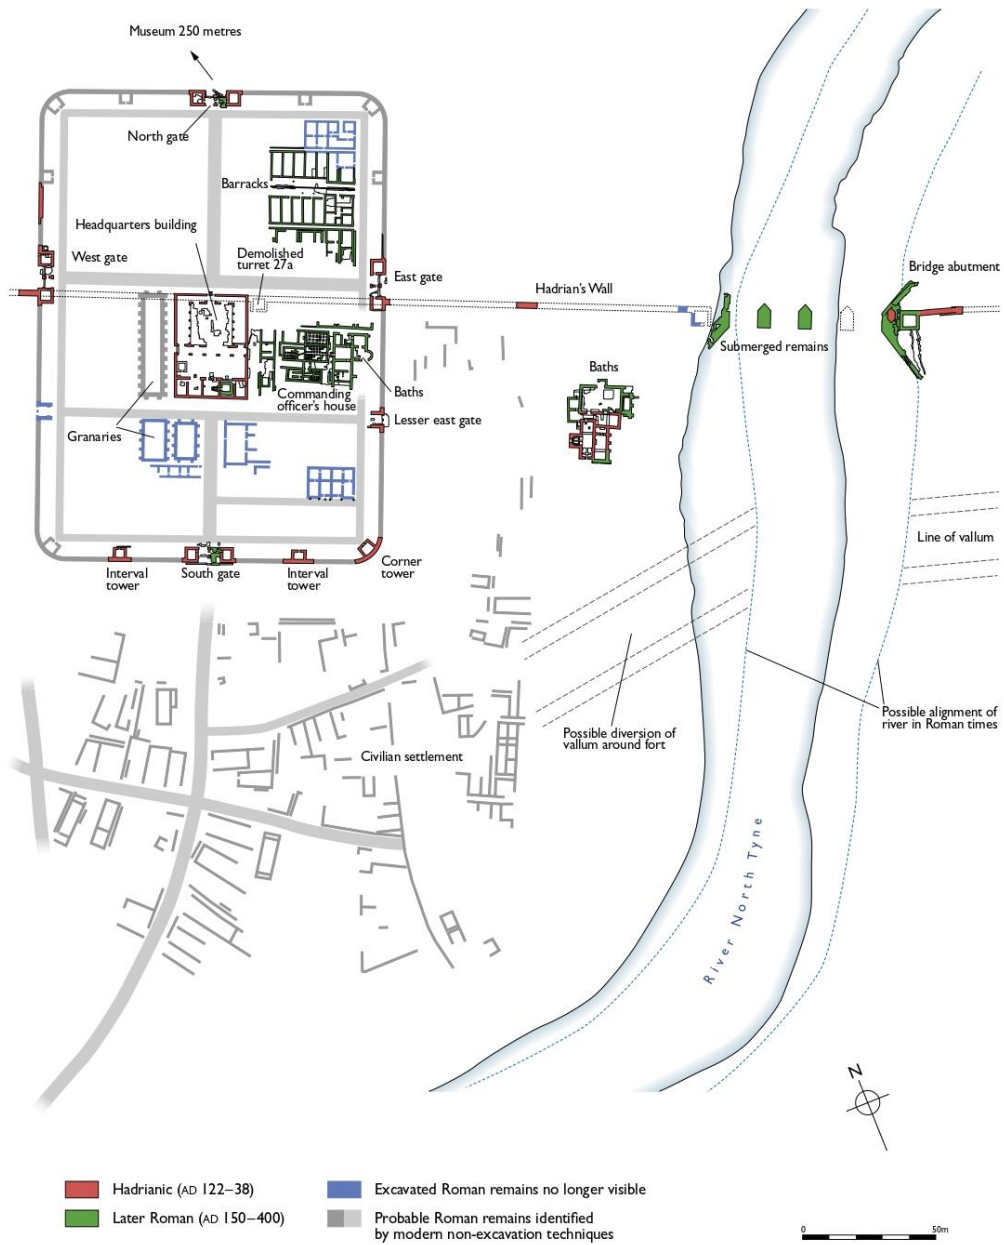 Museum 250 metres
North gate
Barracks
Headquarters building
West gate
Demolished
turret 27a
East gate
Hadrian's Wall
Bridge abutment
Submerged remains
Baths
Commanding
officer's house
Baths
Granaries
Lesser east gate
Line of vallum
Interval
tower
South gate
Interval
tower
Corner
tower
Possible diversion of
vallum around fort
Possible alignment of
river in Roman times
Civilian settlement
River North Tyne
N
Hadrianic (AD 122–38)
Later Roman (AD 150–400)
Excavated Roman remains no longer visible
Probable Roman remains identified
by modern non-excavation techniques
0 50m